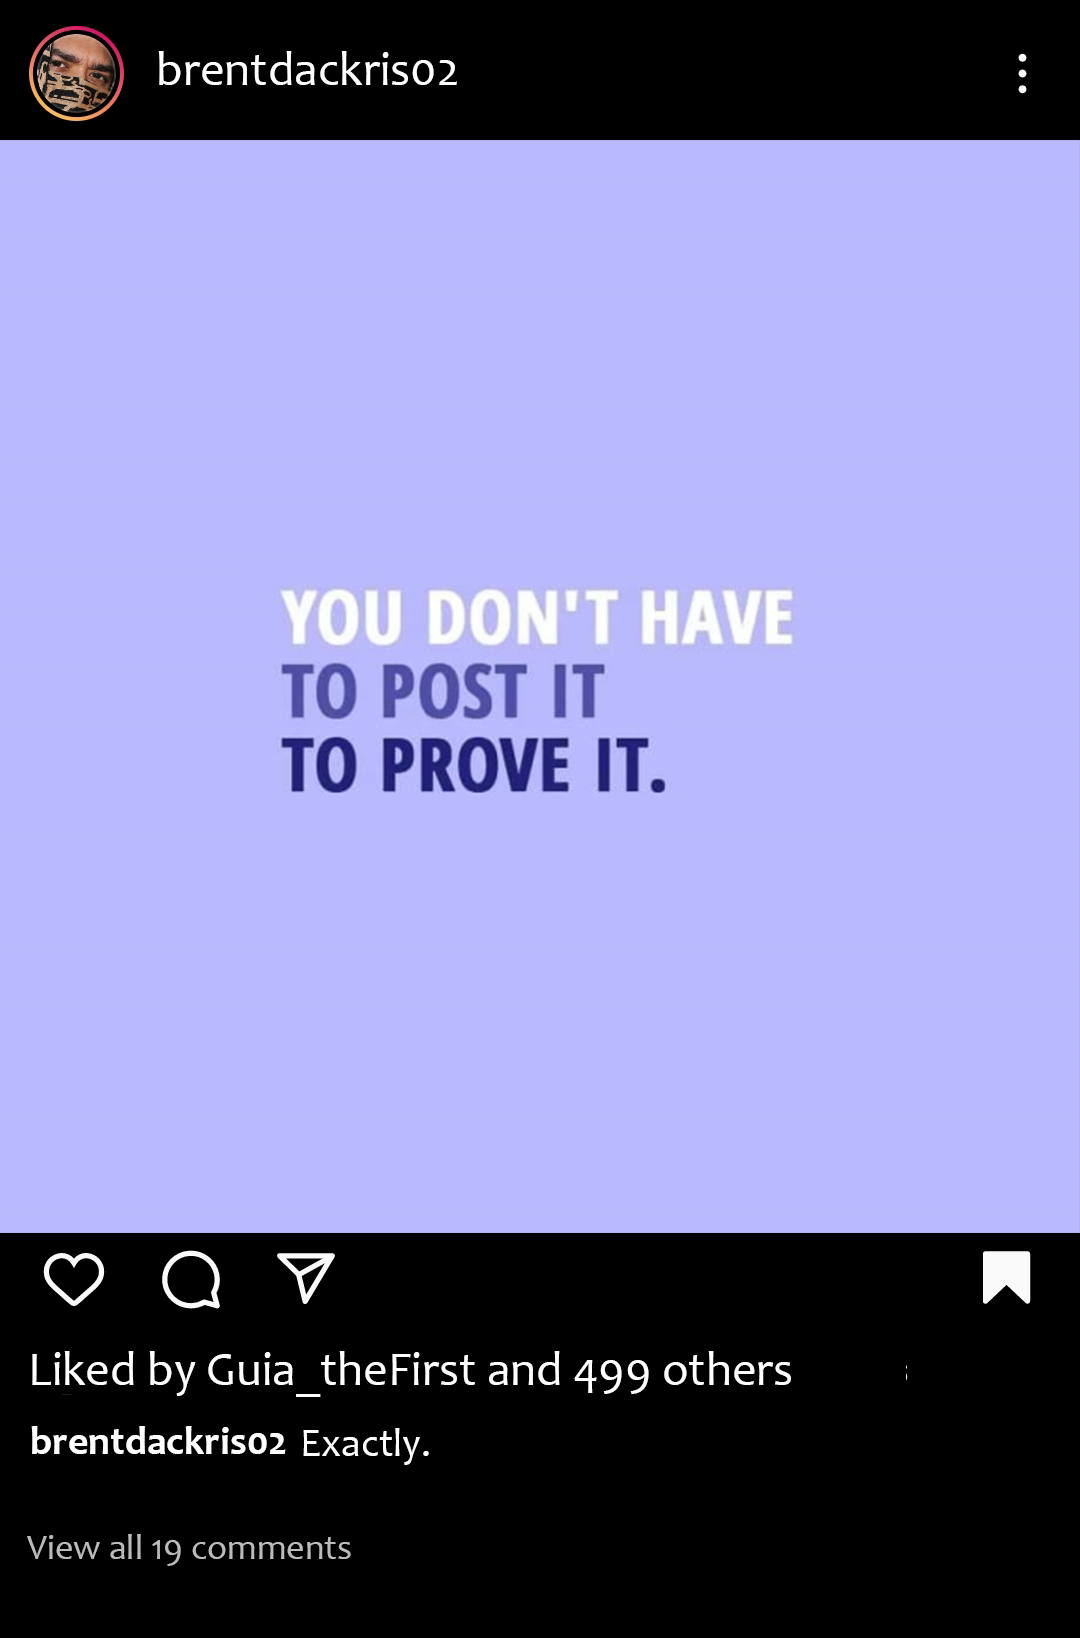 brentdackris02
YOU DON'T HAVE
TO POST IT
TO PROVE IT.
Liked by Guia_theFirst and 499 others
brentdackris02 Exactly.
View all 19 comments